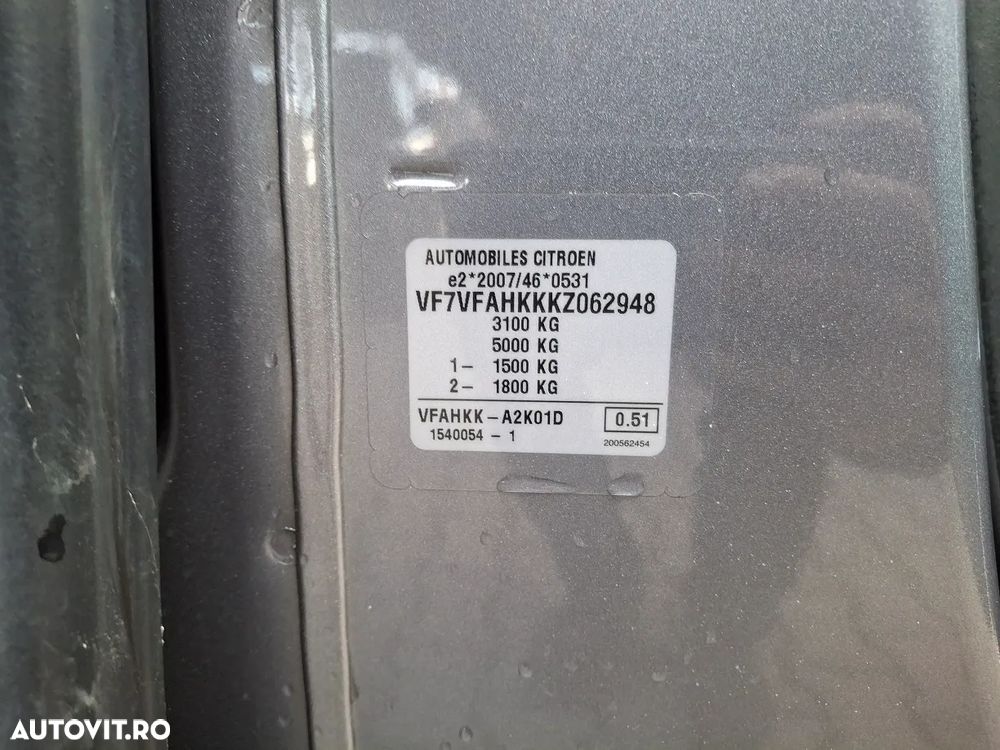 AUTOMOBILES CITROEN
e2*2007/46*0531
VF7VFAHKKKZ062948
3100 KG
5000 KG
1- 1500 KG
2- 1800 KG
VFAHKK-A2K01D 0.51
1540054 - 1 200562454
AUTOVIT.RO